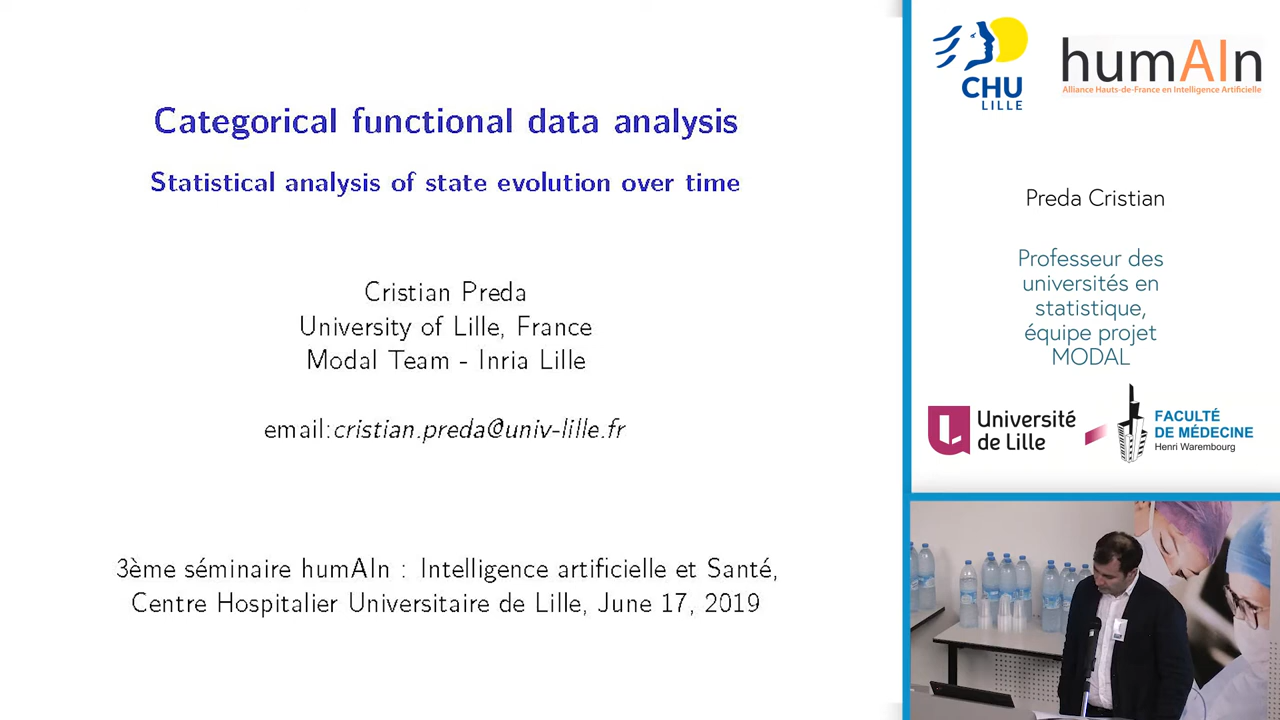 Categorical functional data analysis
Statistical analysis of state evolution over time
Cristian Preda
University of Lille, France
Modal Team - Inria Lille
email:cristian.preda@univ-lille.fr
3ème séminaire humAIn : Intelligence artificielle et Santé,
Centre Hospitalier Universitaire de Lille, June 17, 2019
CHU
LILLE
humAIn
Alliance Hauts-de-France en Intelligence Artificielle
Preda Cristian
Professeur des
universités en
statistique,
équipe projet
MODAL
Université
de Lille
FACULTÉ
DE MÉDECINE
Henri Warembourg